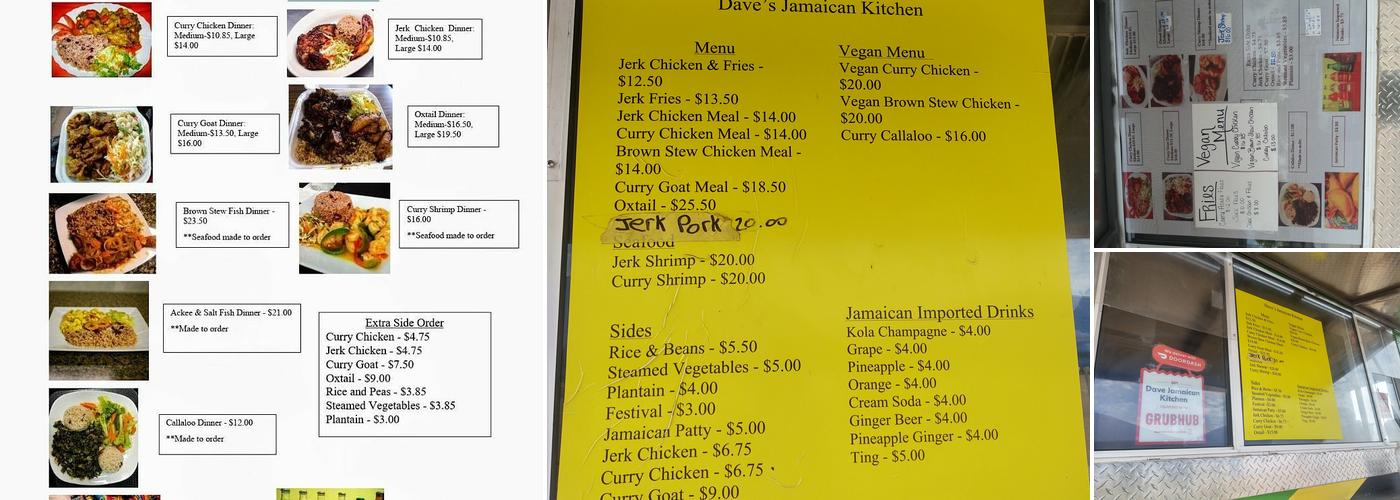 Curry Chicken Dinner:
Medium-$10.85, Large
$14.00
Jerk Chicken Dinner:
Medium-$10.85,
Large $14.00
Curry Goat Dinner:
Medium-$13.50, Large
$16.00
Oxtail Dinner:
Medium-$16.50,
Large $19.50
Brown Stew Fish Dinner -
$23.50
**Seafood made to order
Curry Shrimp Dinner -
$16.00
**Seafood made to order
Ackee & Salt Fish Dinner - $21.00
**Made to order
Extra Side Order
Curry Chicken - $4.75
Jerk Chicken - $4.75
Curry Goat - $7.50
Oxtail - $9.00
Rice and Peas - $3.85
Steamed Vegetables - $3.85
Plantain - $3.00
Callaloo Dinner - $12.00
**Made to order
Dave's Jamaican Kitchen
Menu
Jerk Chicken & Fries -
$12.50
Jerk Fries - $13.50
Jerk Chicken Meal - $14.00
Curry Chicken Meal - $14.00
Brown Stew Chicken Meal -
$14.00
Curry Goat Meal - $18.50
Oxtail - $25.50
Jerk Pork 20.00
Seafood
Jerk Shrimp - $20.00
Curry Shrimp - $20.00
Sides
Rice & Beans - $5.50
Steamed Vegetables - $5.00
Plantain - $4.00
Festival - $3.00
Jamaican Patty - $5.00
Jerk Chicken - $6.75
Curry Chicken - $6.75
Curry Goat - $9.00
Vegan Menu
Vegan Curry Chicken -
$20.00
Vegan Brown Stew Chicken -
$20.00
Curry Callaloo - $16.00
Jamaican Imported Drinks
Kola Champagne - $4.00
Grape - $4.00
Pineapple - $4.00
Orange - $4.00
Cream Soda - $4.00
Ginger Beer - $4.00
Pineapple Ginger - $4.00
Ting - $5.00
Vegan
Menu
Vegan Curry Chicken
Vegan Brown Stew Chicken
Curry Callaloo
FRIES
Dave's Jamaican Kitchen
DOORDASH
Dave Jamaican
Kitchen
GRUBHUB